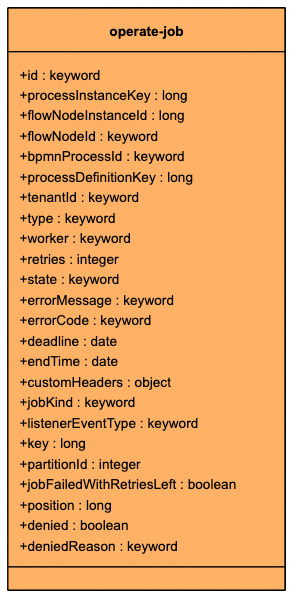 operate-job
+id : keyword
+processInstanceKey : long
+flowNodeInstanceId : long
+flowNodeId : keyword
+bpmnProcessId : keyword
+processDefinitionKey : long
+tenantId : keyword
+type : keyword
+worker : keyword
+retries : integer
+state : keyword
+errorMessage : keyword
+errorCode : keyword
+deadline : date
+endTime : date
+customHeaders : object
+jobKind : keyword
+listenerEventType : keyword
+key : long
+partitionId : integer
+jobFailedWithRetriesLeft : boolean
+position : long
+denied : boolean
+deniedReason : keyword